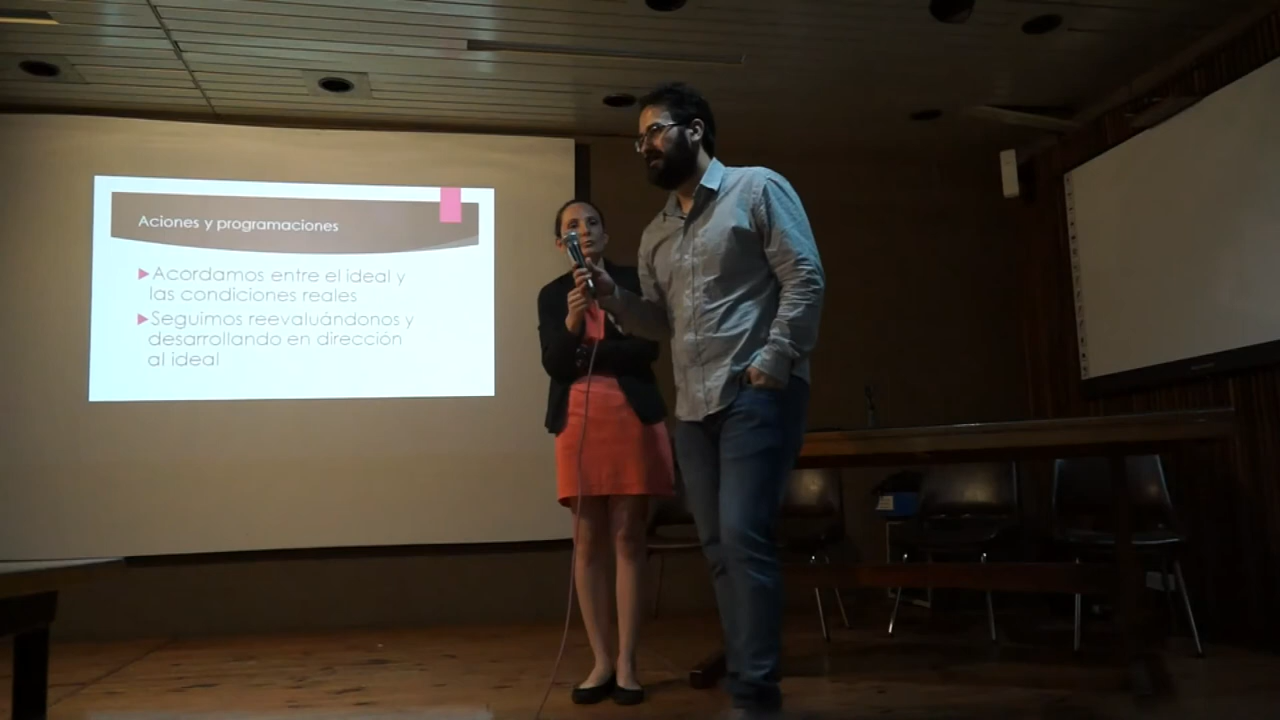 Aciones y programaciones
Acordamos entre el ideal y
las condiciones reales
Seguimos reevaluándonos y
desarrollando en dirección
al ideal